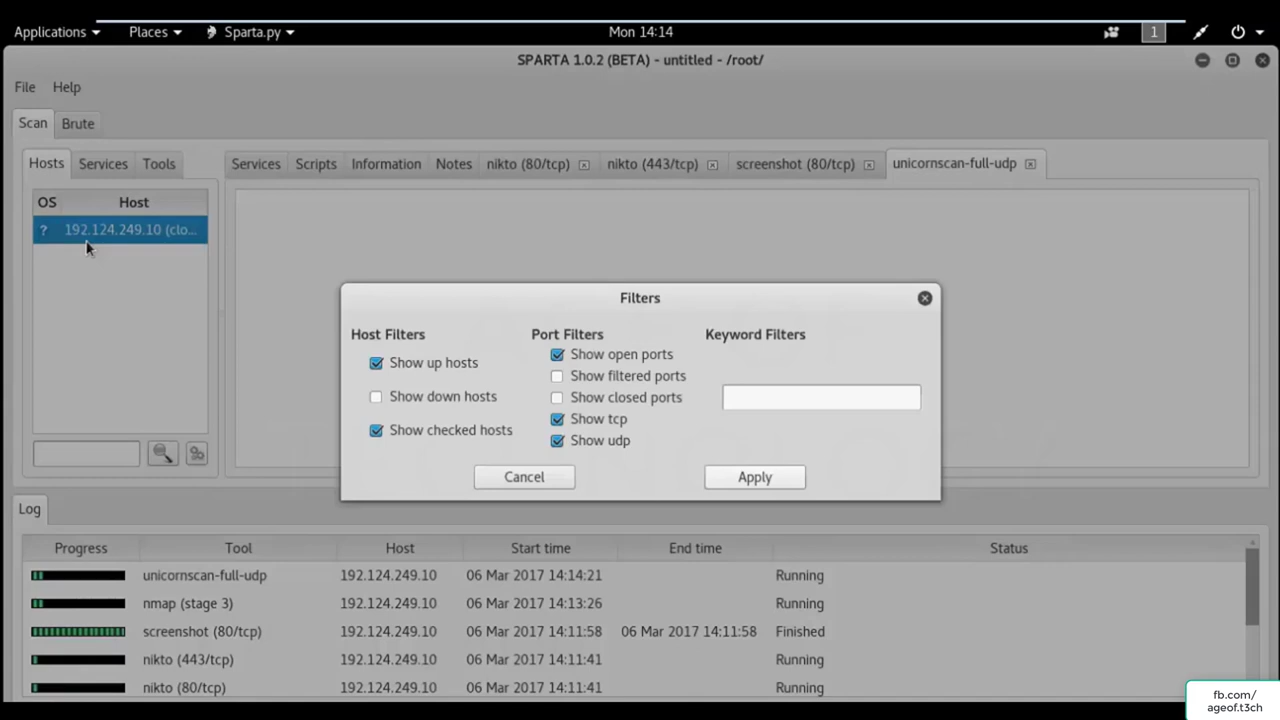 Applications Places Sparta.py Mon 14:14 1
SPARTA 1.0.2 (BETA) - untitled - /root/
File Help
Scan Brute
Hosts Services Tools
Services Scripts Information Notes nikto (80/tcp) nikto (443/tcp) screenshot (80/tcp) unicornscan-full-udp
OS Host
? 192.124.249.10 (clo...
Filters
Host Filters
Show up hosts
Show down hosts
Show checked hosts
Port Filters
Show open ports
Show filtered ports
Show closed ports
Show tcp
Show udp
Keyword Filters
Cancel Apply
Log
Progress Tool Host Start time End time Status
unicornscan-full-udp 192.124.249.10 06 Mar 2017 14:14:21 Running
nmap (stage 3) 192.124.249.10 06 Mar 2017 14:13:26 Running
screenshot (80/tcp) 192.124.249.10 06 Mar 2017 14:11:58 06 Mar 2017 14:11:58 Finished
nikto (443/tcp) 192.124.249.10 06 Mar 2017 14:11:41 Running
nikto (80/tcp) 192.124.249.10 06 Mar 2017 14:11:41 Running
fb.com/
ageof.t3ch